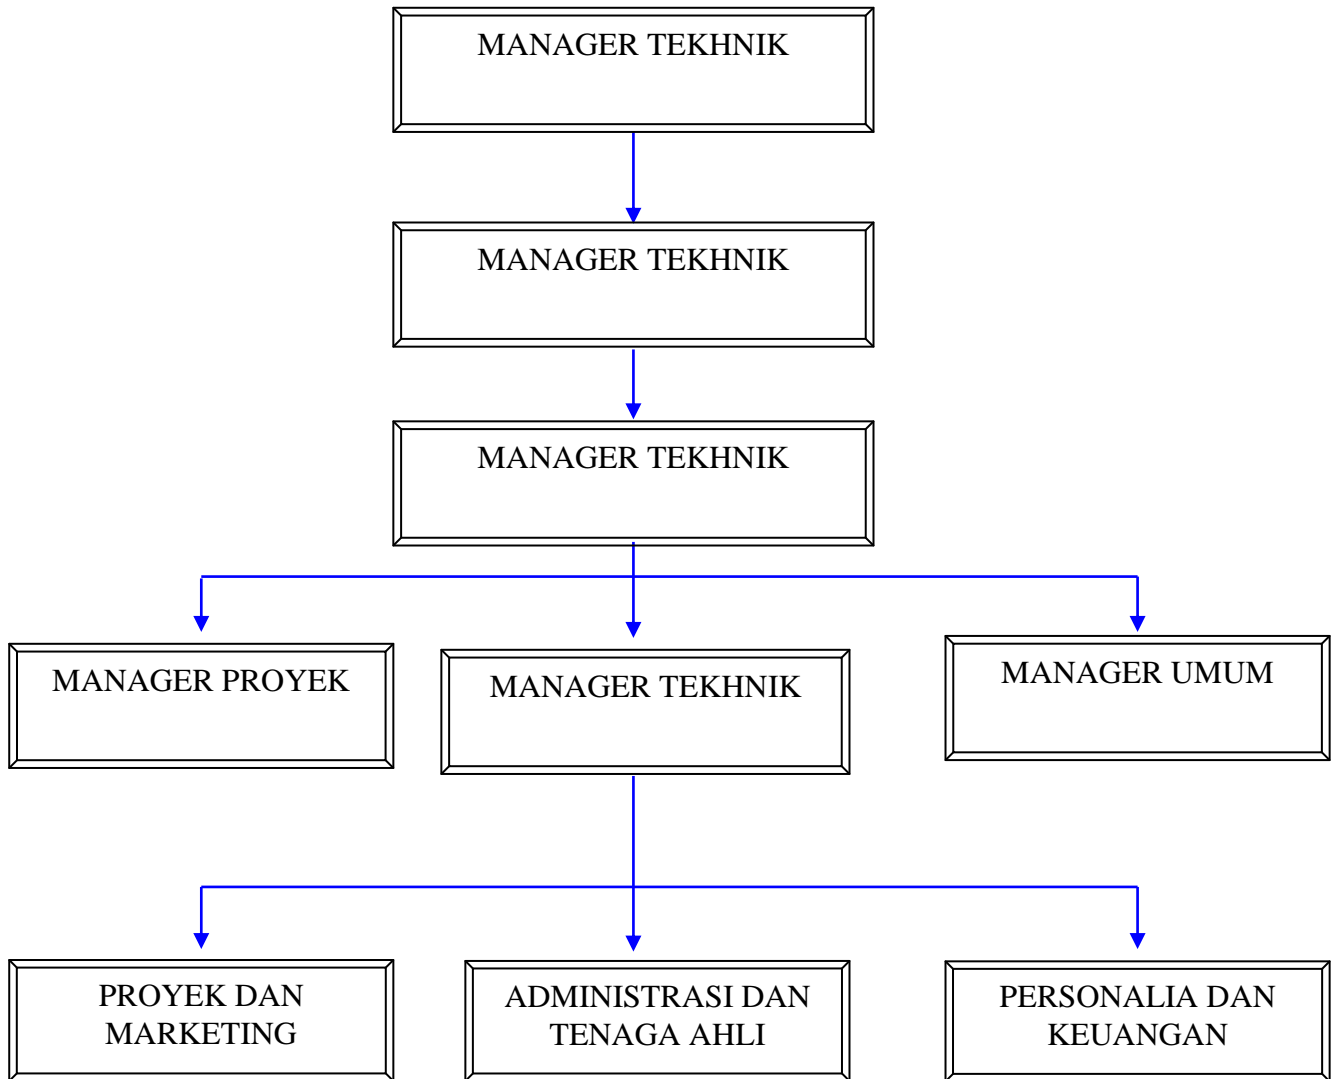 MANAGER TEKHNIK
MANAGER TEKHNIK
MANAGER TEKHNIK
MANAGER PROYEK
MANAGER TEKHNIK
MANAGER UMUM
PROYEK DAN
MARKETING
ADMINISTRASI DAN
TENAGA AHLI
PERSONALIA DAN
KEUANGAN